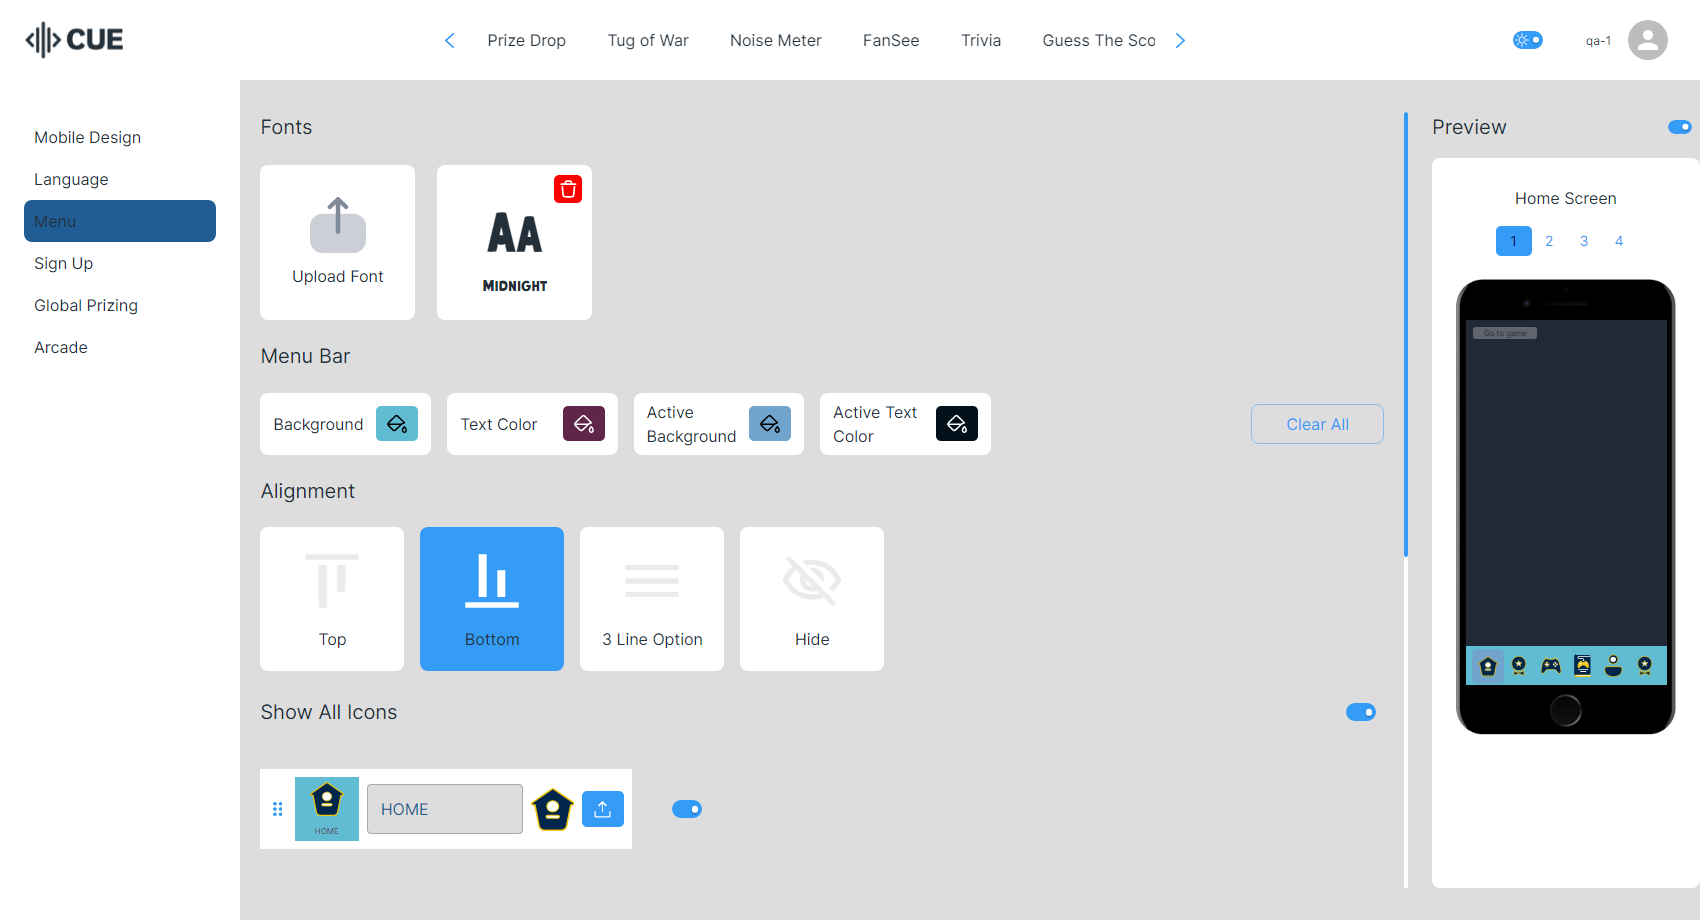 CUE
Prize Drop
Tug of War
Noise Meter
FanSee
Trivia
Guess The Sco
qa-1
Mobile Design
Language
Menu
Sign Up
Global Prizing
Arcade
Fonts
Upload Font
AA
MIDNIGHT
Menu Bar
Background
Text Color
Active
Background
Active Text
Color
Clear All
Alignment
Top
Bottom
3 Line Option
Hide
Show All Icons
HOME
HOME
Preview
Home Screen
1 2 3 4
Go to game